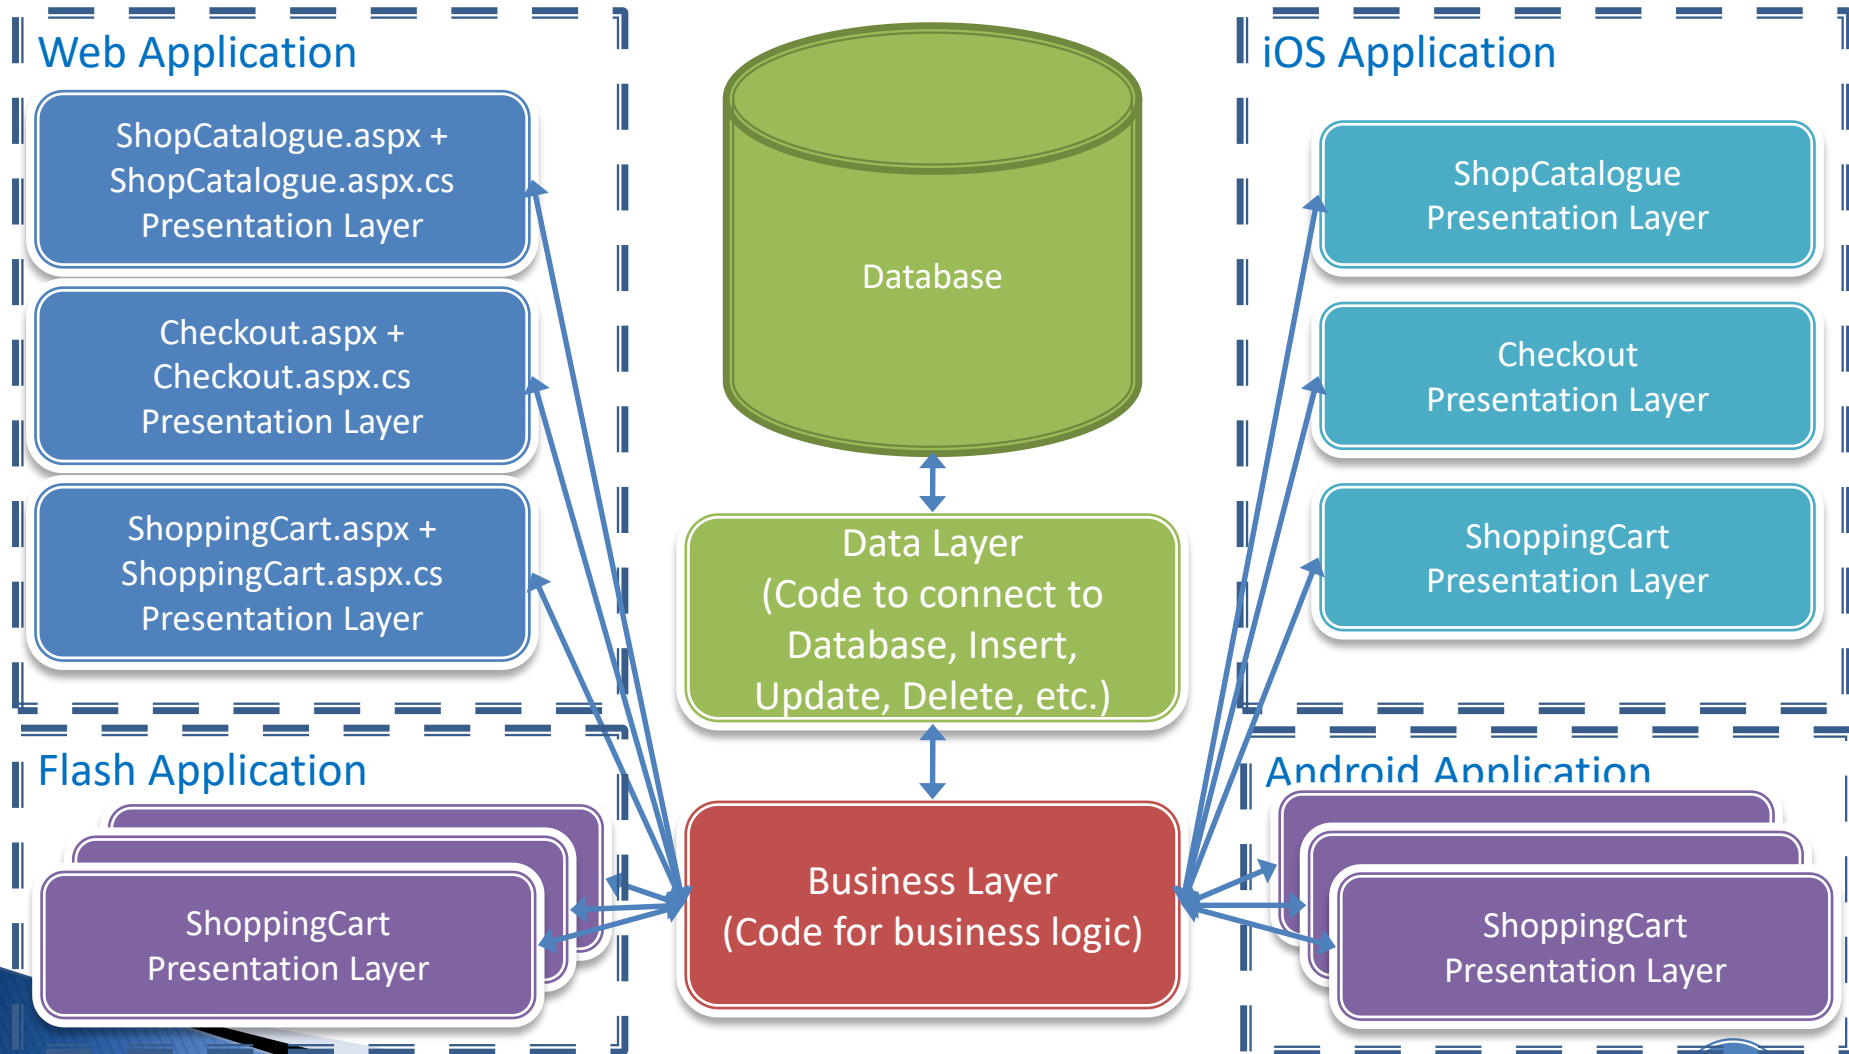 Web Application
ShopCatalogue.aspx +
ShopCatalogue.aspx.cs
Presentation Layer
Checkout.aspx +
Checkout.aspx.cs
Presentation Layer
ShoppingCart.aspx +
ShoppingCart.aspx.cs
Presentation Layer
Flash Application
ShoppingCart
Presentation Layer
Database
Data Layer
(Code to connect to
Database, Insert,
Update, Delete, etc.)
Business Layer
(Code for business logic)
iOS Application
ShopCatalogue
Presentation Layer
Checkout
Presentation Layer
ShoppingCart
Presentation Layer
Android Application
ShoppingCart
Presentation Layer